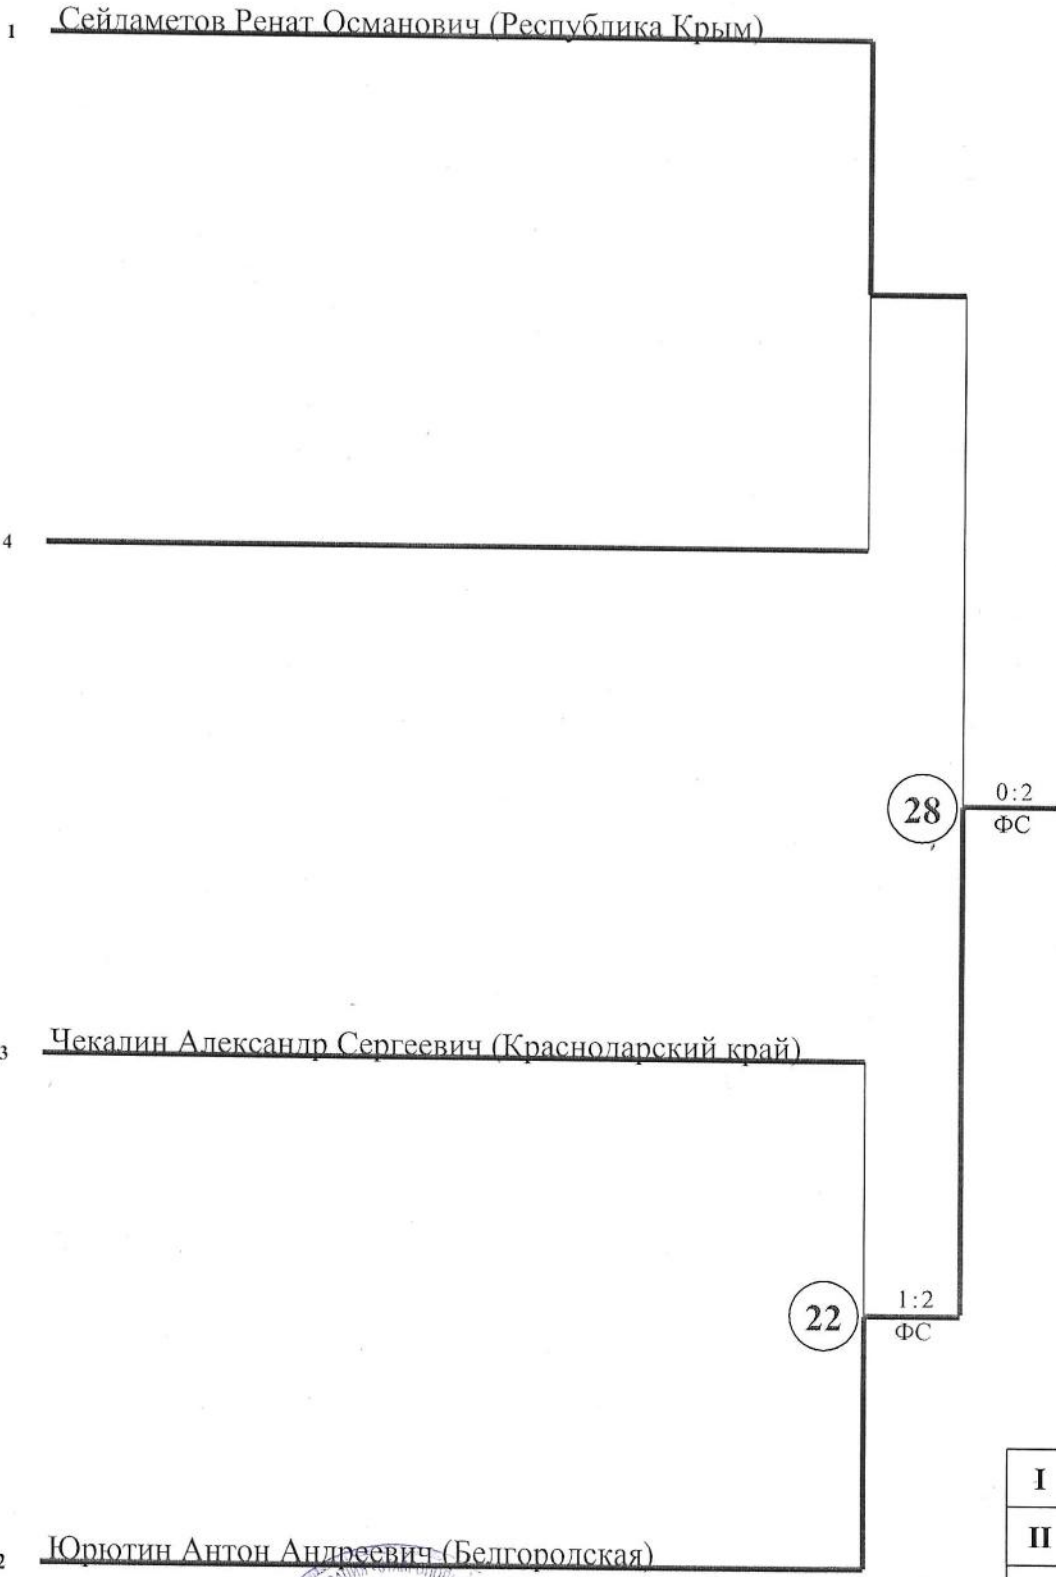 1 Сейдаметов Ренат Османович (Республика Крым)
4
28
0:2
ФС
3 Чекалин Александр Сергеевич (Краснодарский край)
22
1:2
ФС
I
II
2 Юрютин Антон Андреевич (Белгородская)